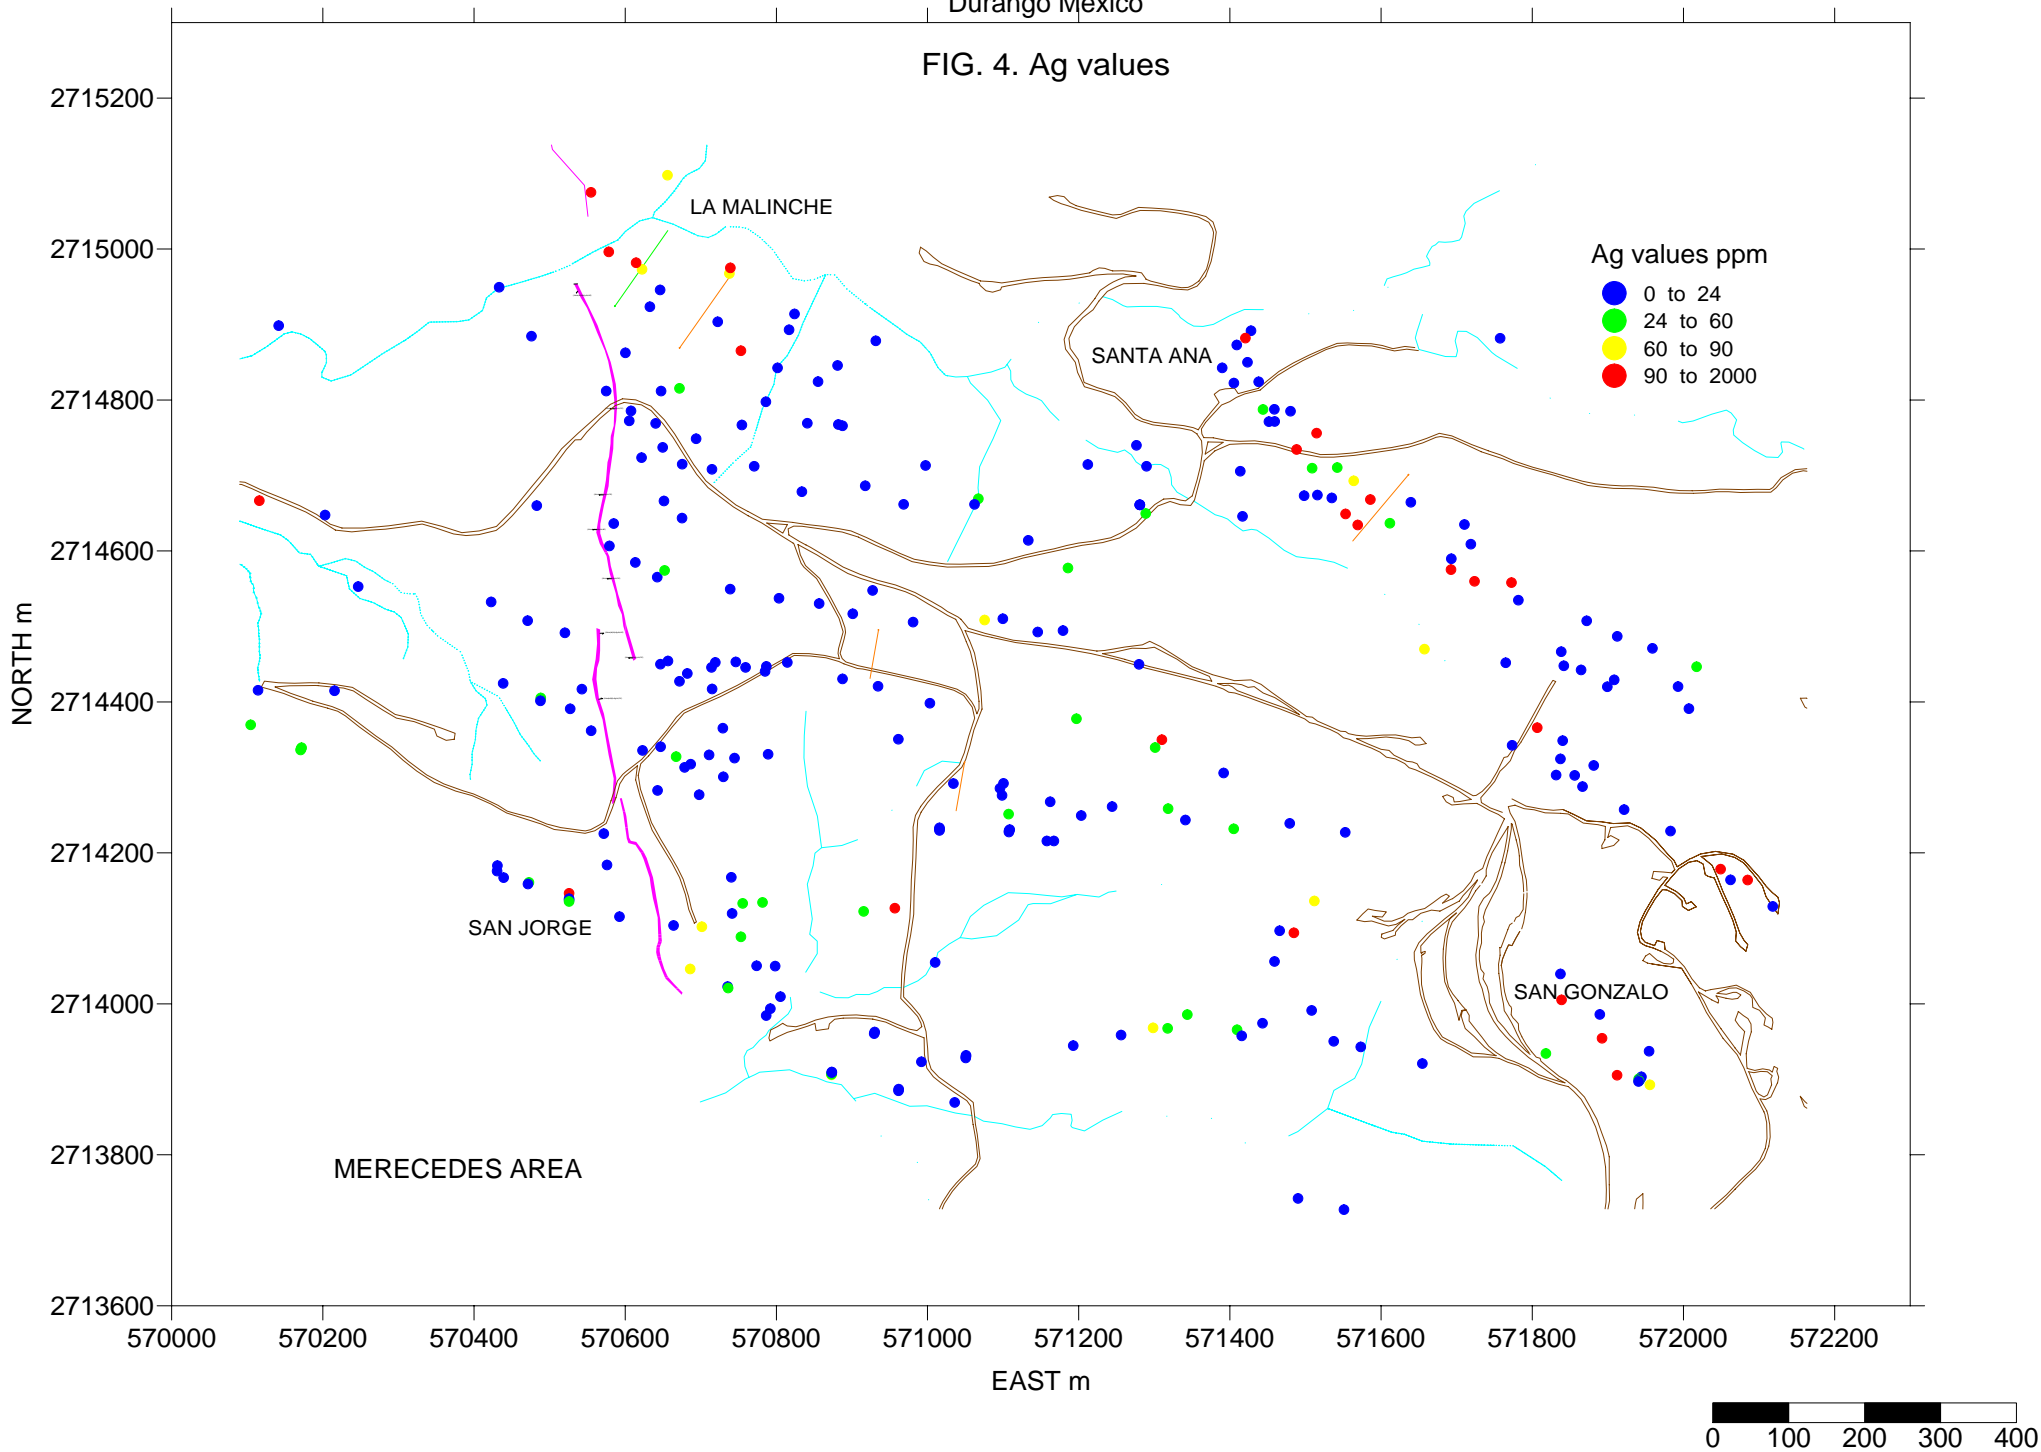 Durango Mexico
FIG. 4. Ag values
2715200
LA MALINCHE
2715000
Ag values ppm
0 to 24
24 to 60
60 to 90
90 to 2000
SANTA ANA
2714800
2714600
NORTH m
2714400
2714200
SAN JORGE
2714000
SAN GONZALO
2713800
MERECEDES AREA
2713600
570000 570200 570400 570600 570800 571000 571200 571400 571600 571800 572000 572200
EAST m
0 100 200 300 400